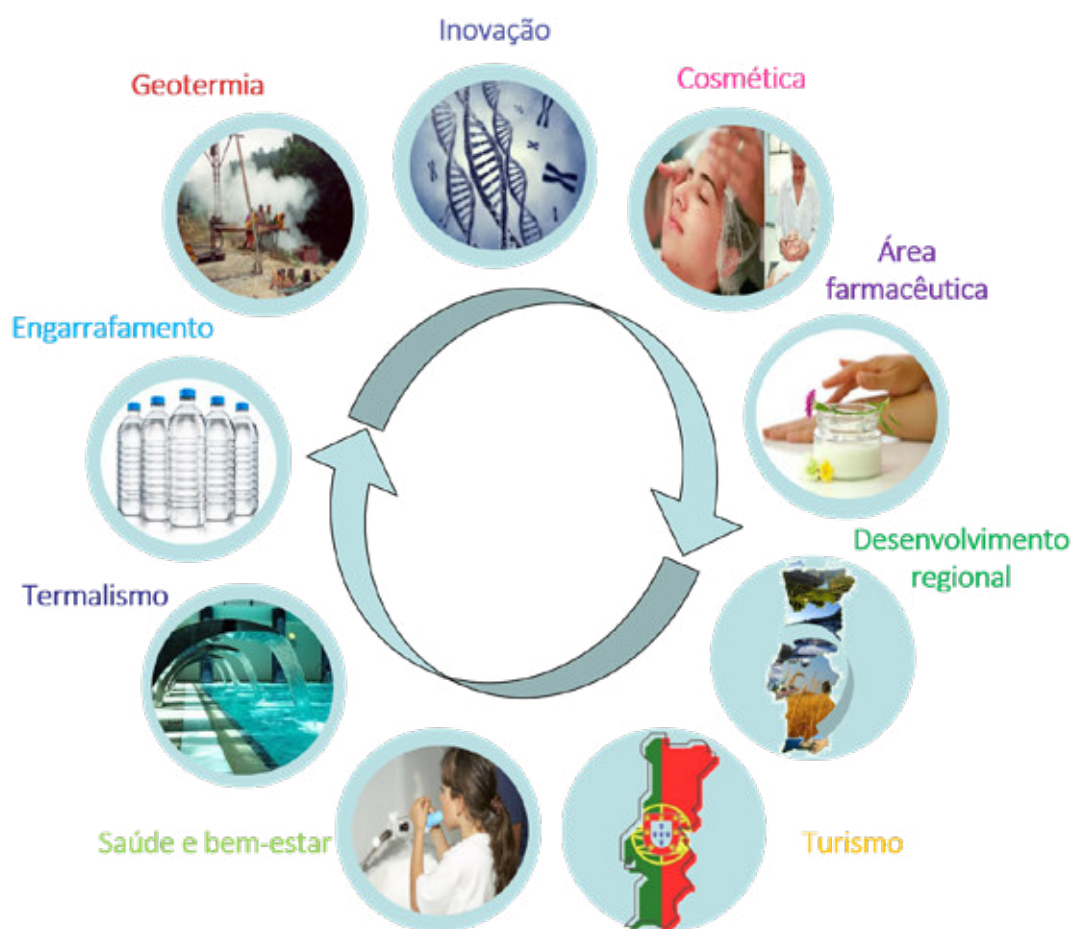 Inovação
Geotermia
Cosmética
Área
farmacêutica
Engarrafamento
Desenvolvimento
regional
Termalismo
Saúde e bem-estar
Turismo